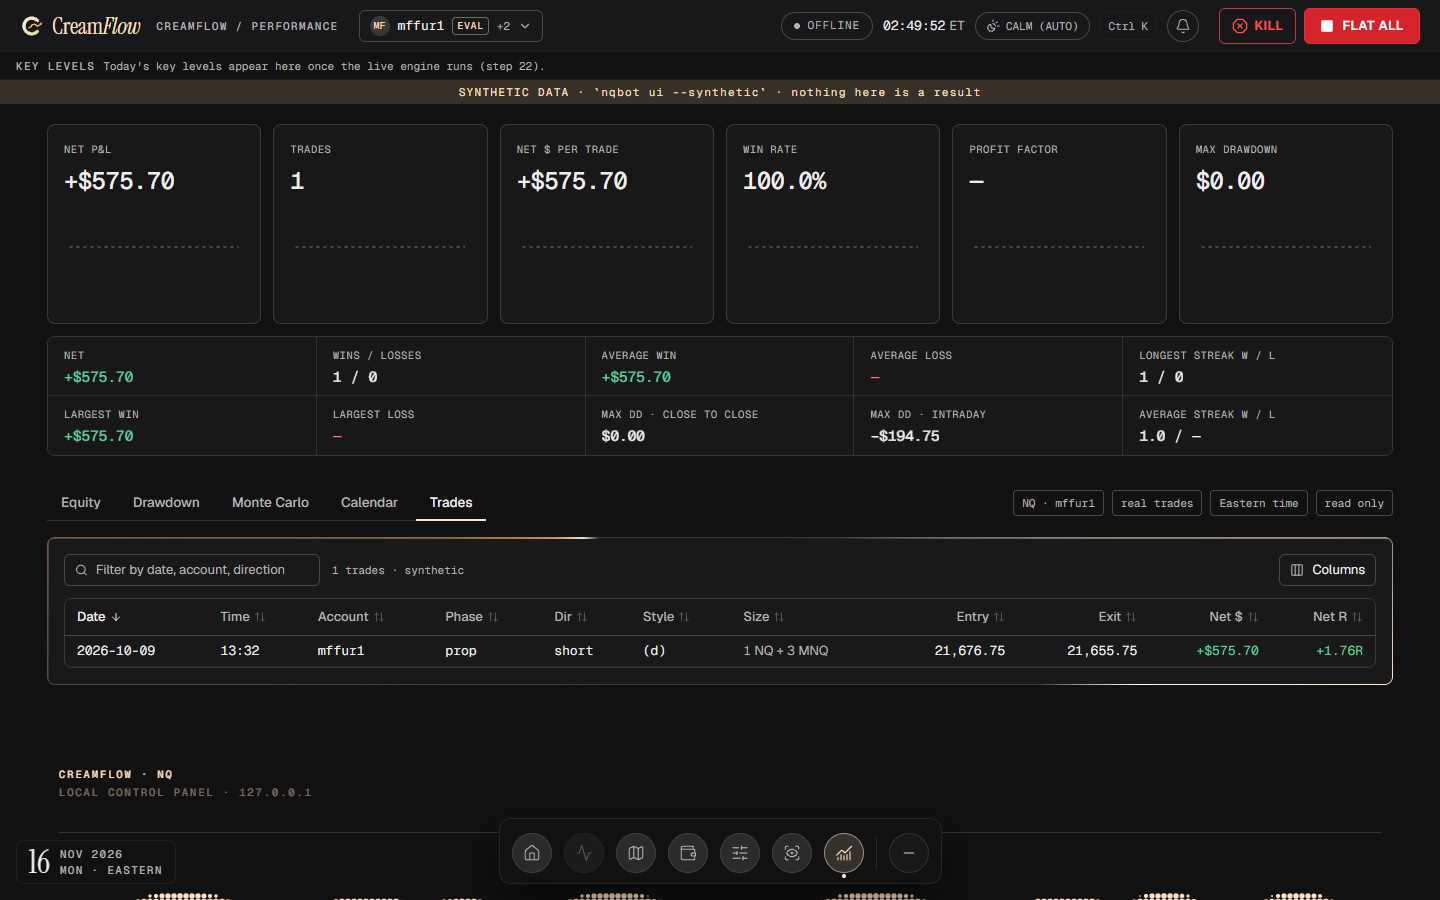 CreamFlow CREAMFLOW / PERFORMANCE MF mffur1 EVAL +2 OFFLINE 02:49:52 ET CALM (AUTO) Ctrl K KILL FLAT ALL
KEY LEVELS Today's key levels appear here once the live engine runs (step 22).
SYNTHETIC DATA · `nqbot ui --synthetic` · nothing here is a result
NET P&L TRADES NET $ PER TRADE WIN RATE PROFIT FACTOR MAX DRAWDOWN
+$575.70 1 +$575.70 100.0% — $0.00
NET WINS / LOSSES AVERAGE WIN AVERAGE LOSS LONGEST STREAK W / L
+$575.70 1 / 0 +$575.70 — 1 / 0
LARGEST WIN LARGEST LOSS MAX DD · CLOSE TO CLOSE MAX DD · INTRADAY AVERAGE STREAK W / L
+$575.70 — $0.00 −$194.75 1.0 / —
Equity Drawdown Monte Carlo Calendar Trades NQ · mffur1 real trades Eastern time read only
Filter by date, account, direction 1 trades · synthetic Columns
Date ↓ Time ↑↓ Account ↑↓ Phase ↑↓ Dir ↑↓ Style ↑↓ Size ↑↓ Entry ↑↓ Exit ↑↓ Net $ ↑↓ Net R ↑↓
2026-10-09 13:32 mffur1 prop short (d) 1 NQ + 3 MNQ 21,676.75 21,655.75 +$575.70 +1.76R
CREAMFLOW · NQ
LOCAL CONTROL PANEL · 127.0.0.1
16 NOV 2026
MON · EASTERN